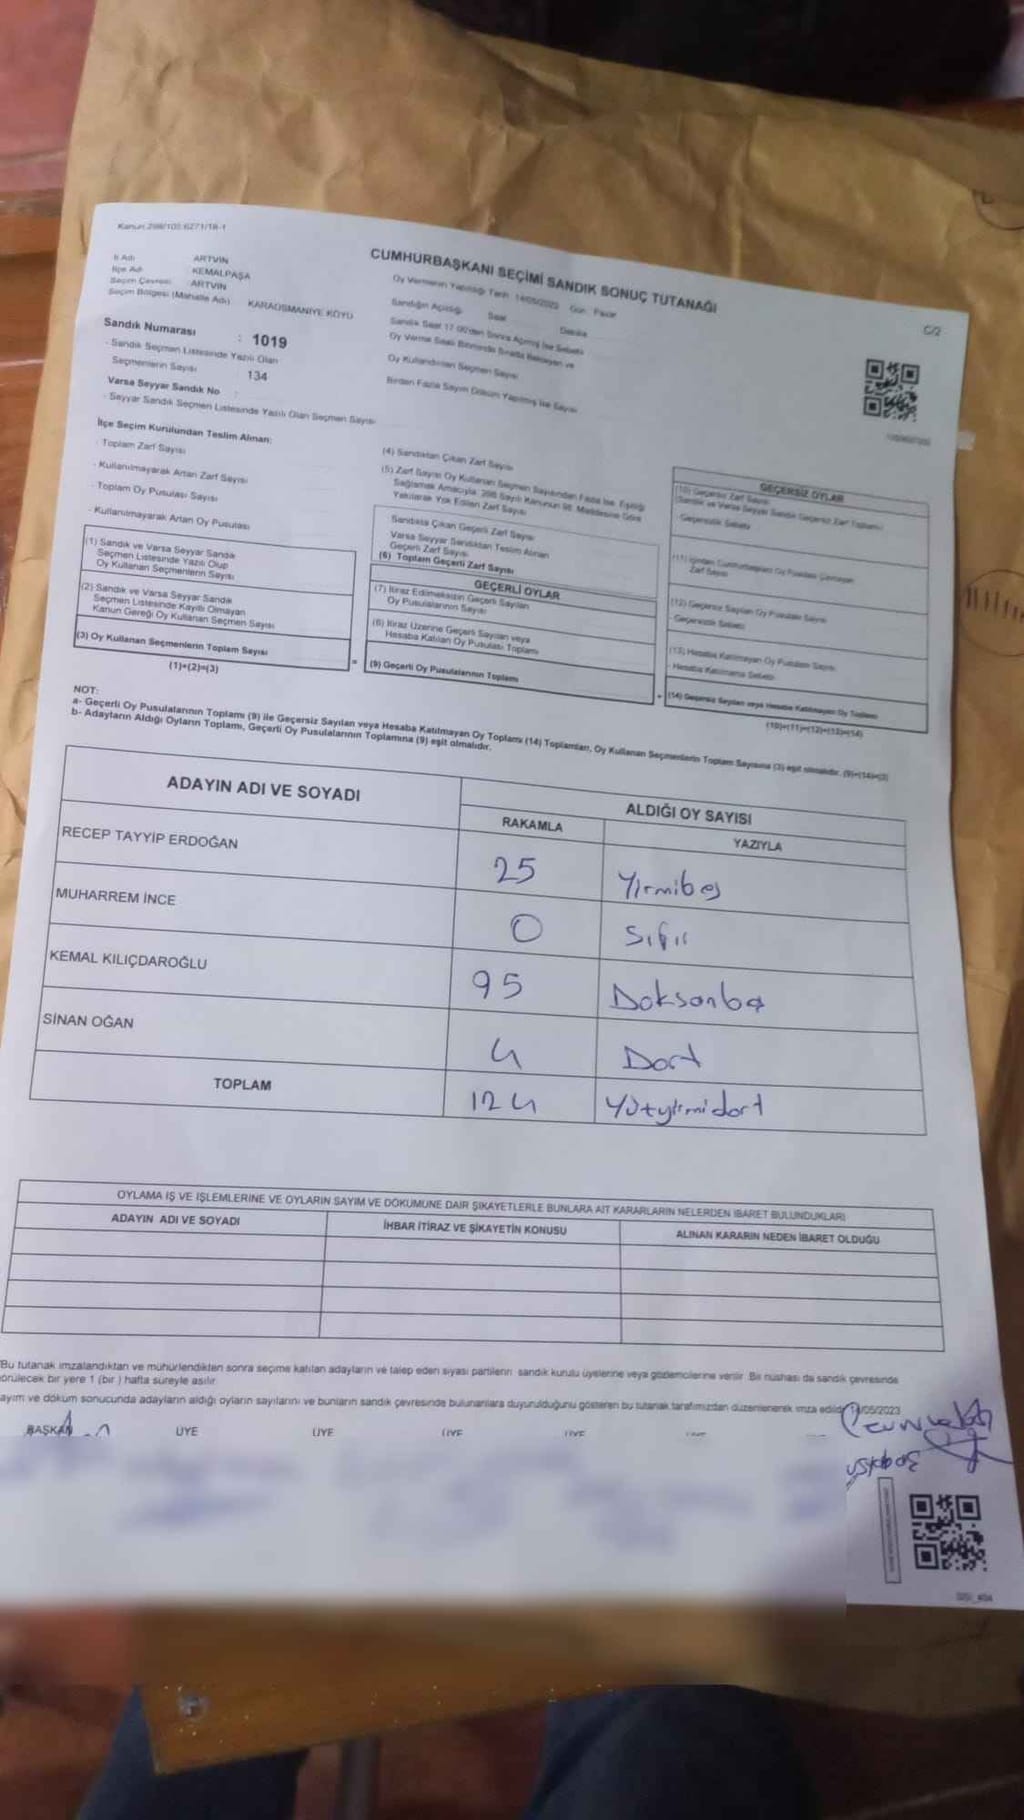 Kanun:298/105;6271/18-1
CUMHURBAŞKANI SEÇİMİ SANDIK SONUÇ TUTANAĞI
C/2
İl Adı ARTVİN
İlçe Adı KEMALPAŞA
Seçim Çevresi ARTVİN
Seçim Bölgesi (Mahalle Adı) KARAOSMANİYE KÖYÜ
Sandık Numarası : 1019
- Sandık Seçmen Listesinde Yazılı Olan
Seçmenlerin Sayısı 134
Varsa Seyyar Sandık No :
- Seyyar Sandık Seçmen Listesinde Yazılı Olan Seçmen Sayısı
Oy Vermenin Yapıldığı Tarih 14/05/2023 Gün Pazar
Sandığın Açıldığı Saat Dakika
Sandık Saat 17.00'den Sonra Açılmış İse Sebebi
Oy Verme Saati Bitiminde Sırada Bekleyen ve
Oy Kullandırılan Seçmen Sayısı
Birden Fazla Sayım Döküm Yapılmış İse Sayısı
İlçe Seçim Kurulundan Teslim Alınan:
- Toplam Zarf Sayısı
- Kullanılmayarak Artan Zarf Sayısı
- Toplam Oy Pusulası Sayısı
- Kullanılmayarak Artan Oy Pusulası
(1) Sandık ve Varsa Seyyar Sandık
Seçmen Listesinde Yazılı Olup
Oy Kullanan Seçmenlerin Sayısı
(2) Sandık ve Varsa Seyyar Sandık
Seçmen Listesinde Kayıtlı Olmayan
Kanun Gereği Oy Kullanan Seçmen Sayısı
(3) Oy Kullanan Seçmenlerin Toplam Sayısı
(1)+(2)=(3)
(4) Sandıktan Çıkan Zarf Sayısı
(5) Zarf Sayısı Oy Kullanan Seçmen Sayısından Fazla İse, Eşitliği
Sağlamak Amacıyla, 298 Sayılı Kanunun 98. Maddesine Göre
Yakılarak Yok Edilen Zarf Sayısı
Sandıkta Çıkan Geçerli Zarf Sayısı
Varsa Seyyar Sandıktan Teslim Alınan
Geçerli Zarf Sayısı
(6) Toplam Geçerli Zarf Sayısı
GEÇERLİ OYLAR
(7) İtiraz Edilmeksizin Geçerli Sayılan
Oy Pusulalarının Sayısı
(8) İtiraz Üzerine Geçerli Sayılan veya
Hesaba Katılan Oy Pusulası Toplamı
= (9) Geçerli Oy Pusulalarının Toplamı
GEÇERSİZ OYLAR
(10) Geçersiz Zarf Sayısı
(Sandık ve Varsa Seyyar Sandık Geçersiz Zarf Toplamı)
- Geçersizlik Sebebi
(11) İçinden Cumhurbaşkanı Oy Pusulası Çıkmayan
Zarf Sayısı
(12) Geçersiz Sayılan Oy Pusulası Sayısı
- Geçersizlik Sebebi
(13) Hesaba Katılmayan Oy Pusulası Sayısı
- Hesaba Katılmama Sebebi
+ (14) Geçersiz Sayılan veya Hesaba Katılmayan Oy Toplamı
(10)+(11)+(12)+(13)=(14)
NOT:
a- Geçerli Oy Pusulalarının Toplamı (9) ile Geçersiz Sayılan veya Hesaba Katılmayan Oy Toplamı (14) Toplamları, Oy Kullanan Seçmenlerin Toplam Sayısına (3) eşit olmalıdır. (9)+(14)=(3)
b- Adayların Aldığı Oyların Toplamı, Geçerli Oy Pusulalarının Toplamına (9) eşit olmalıdır.
ADAYIN ADI VE SOYADI ALDIĞI OY SAYISI
RAKAMLA YAZIYLA
RECEP TAYYİP ERDOĞAN 25 Yirmibeş
MUHARREM İNCE 0 Sıfır
KEMAL KILIÇDAROĞLU 95 Doksanbeş
SİNAN OĞAN 4 Dört
TOPLAM 124 Yüzyirmidört
OYLAMA İŞ VE İŞLEMLERİNE VE OYLARIN SAYIM VE DÖKÜMÜNE DAİR ŞİKAYETLERLE BUNLARA AİT KARARLARIN NELERDEN İBARET BULUNDUKLARI
ADAYIN ADI VE SOYADI İHBAR İTİRAZ VE ŞİKAYETİN KONUSU ALINAN KARARIN NEDEN İBARET OLDUĞU
Bu tutanak imzalandıktan ve mühürlendikten sonra seçime katılan adayların ve talep eden siyasi partilerin sandık kurulu üyelerine veya gözlemcilerine verilir. Bir nüshası da sandık çevresinde
görülecek bir yere 1 (bir ) hafta süreyle asılır.
ayım ve döküm sonucunda adayların aldığı oyların sayılarını ve bunların sandık çevresinde bulunanlara duyurulduğunu gösteren bu tutanak tarafımızdan düzenlenerek imza edildi /05/2023
BAŞKAN ÜYE ÜYE ÜYE ÜYE